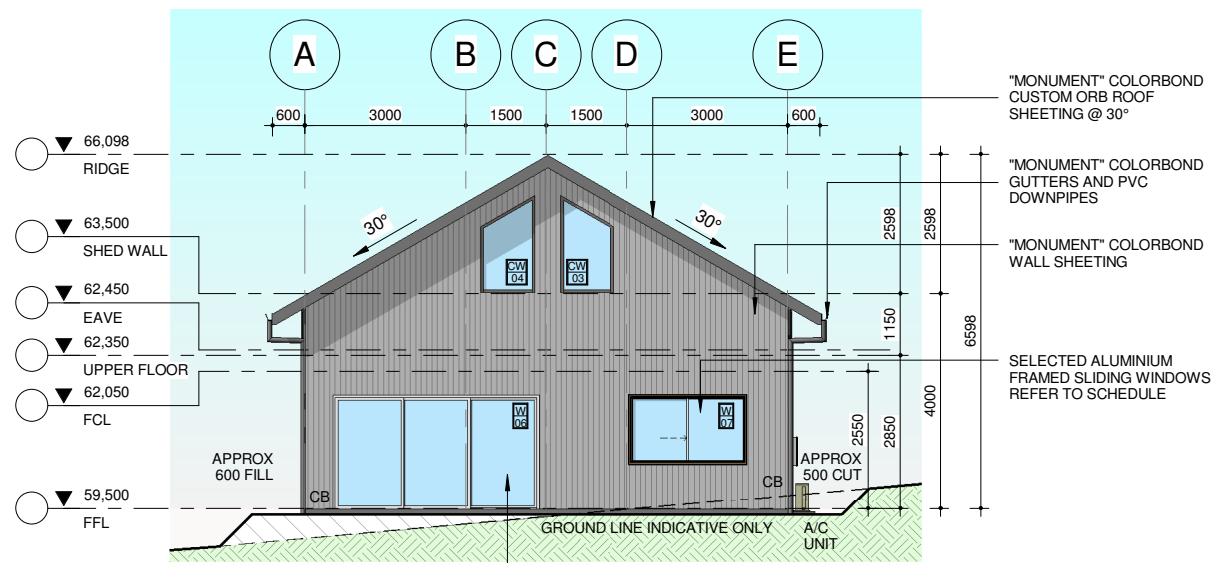 A B C D E
600 3000 1500 1500 3000 600
"MONUMENT" COLORBOND
CUSTOM ORB ROOF
SHEETING @ 30°
66,098
RIDGE
"MONUMENT" COLORBOND
GUTTERS AND PVC
DOWNPIPES
63,500
SHED WALL
30°
30°
2598
2598
"MONUMENT" COLORBOND
WALL SHEETING
CW
04
CW
03
62,450
EAVE
1150
6598
62,350
UPPER FLOOR
62,050
FCL
SELECTED ALUMINIUM
FRAMED SLIDING WINDOWS
REFER TO SCHEDULE
W
06
W
07
4000
2550
2850
APPROX
600 FILL
APPROX
500 CUT
CB
CB
59,500
FFL
GROUND LINE INDICATIVE ONLY
A/C
UNIT